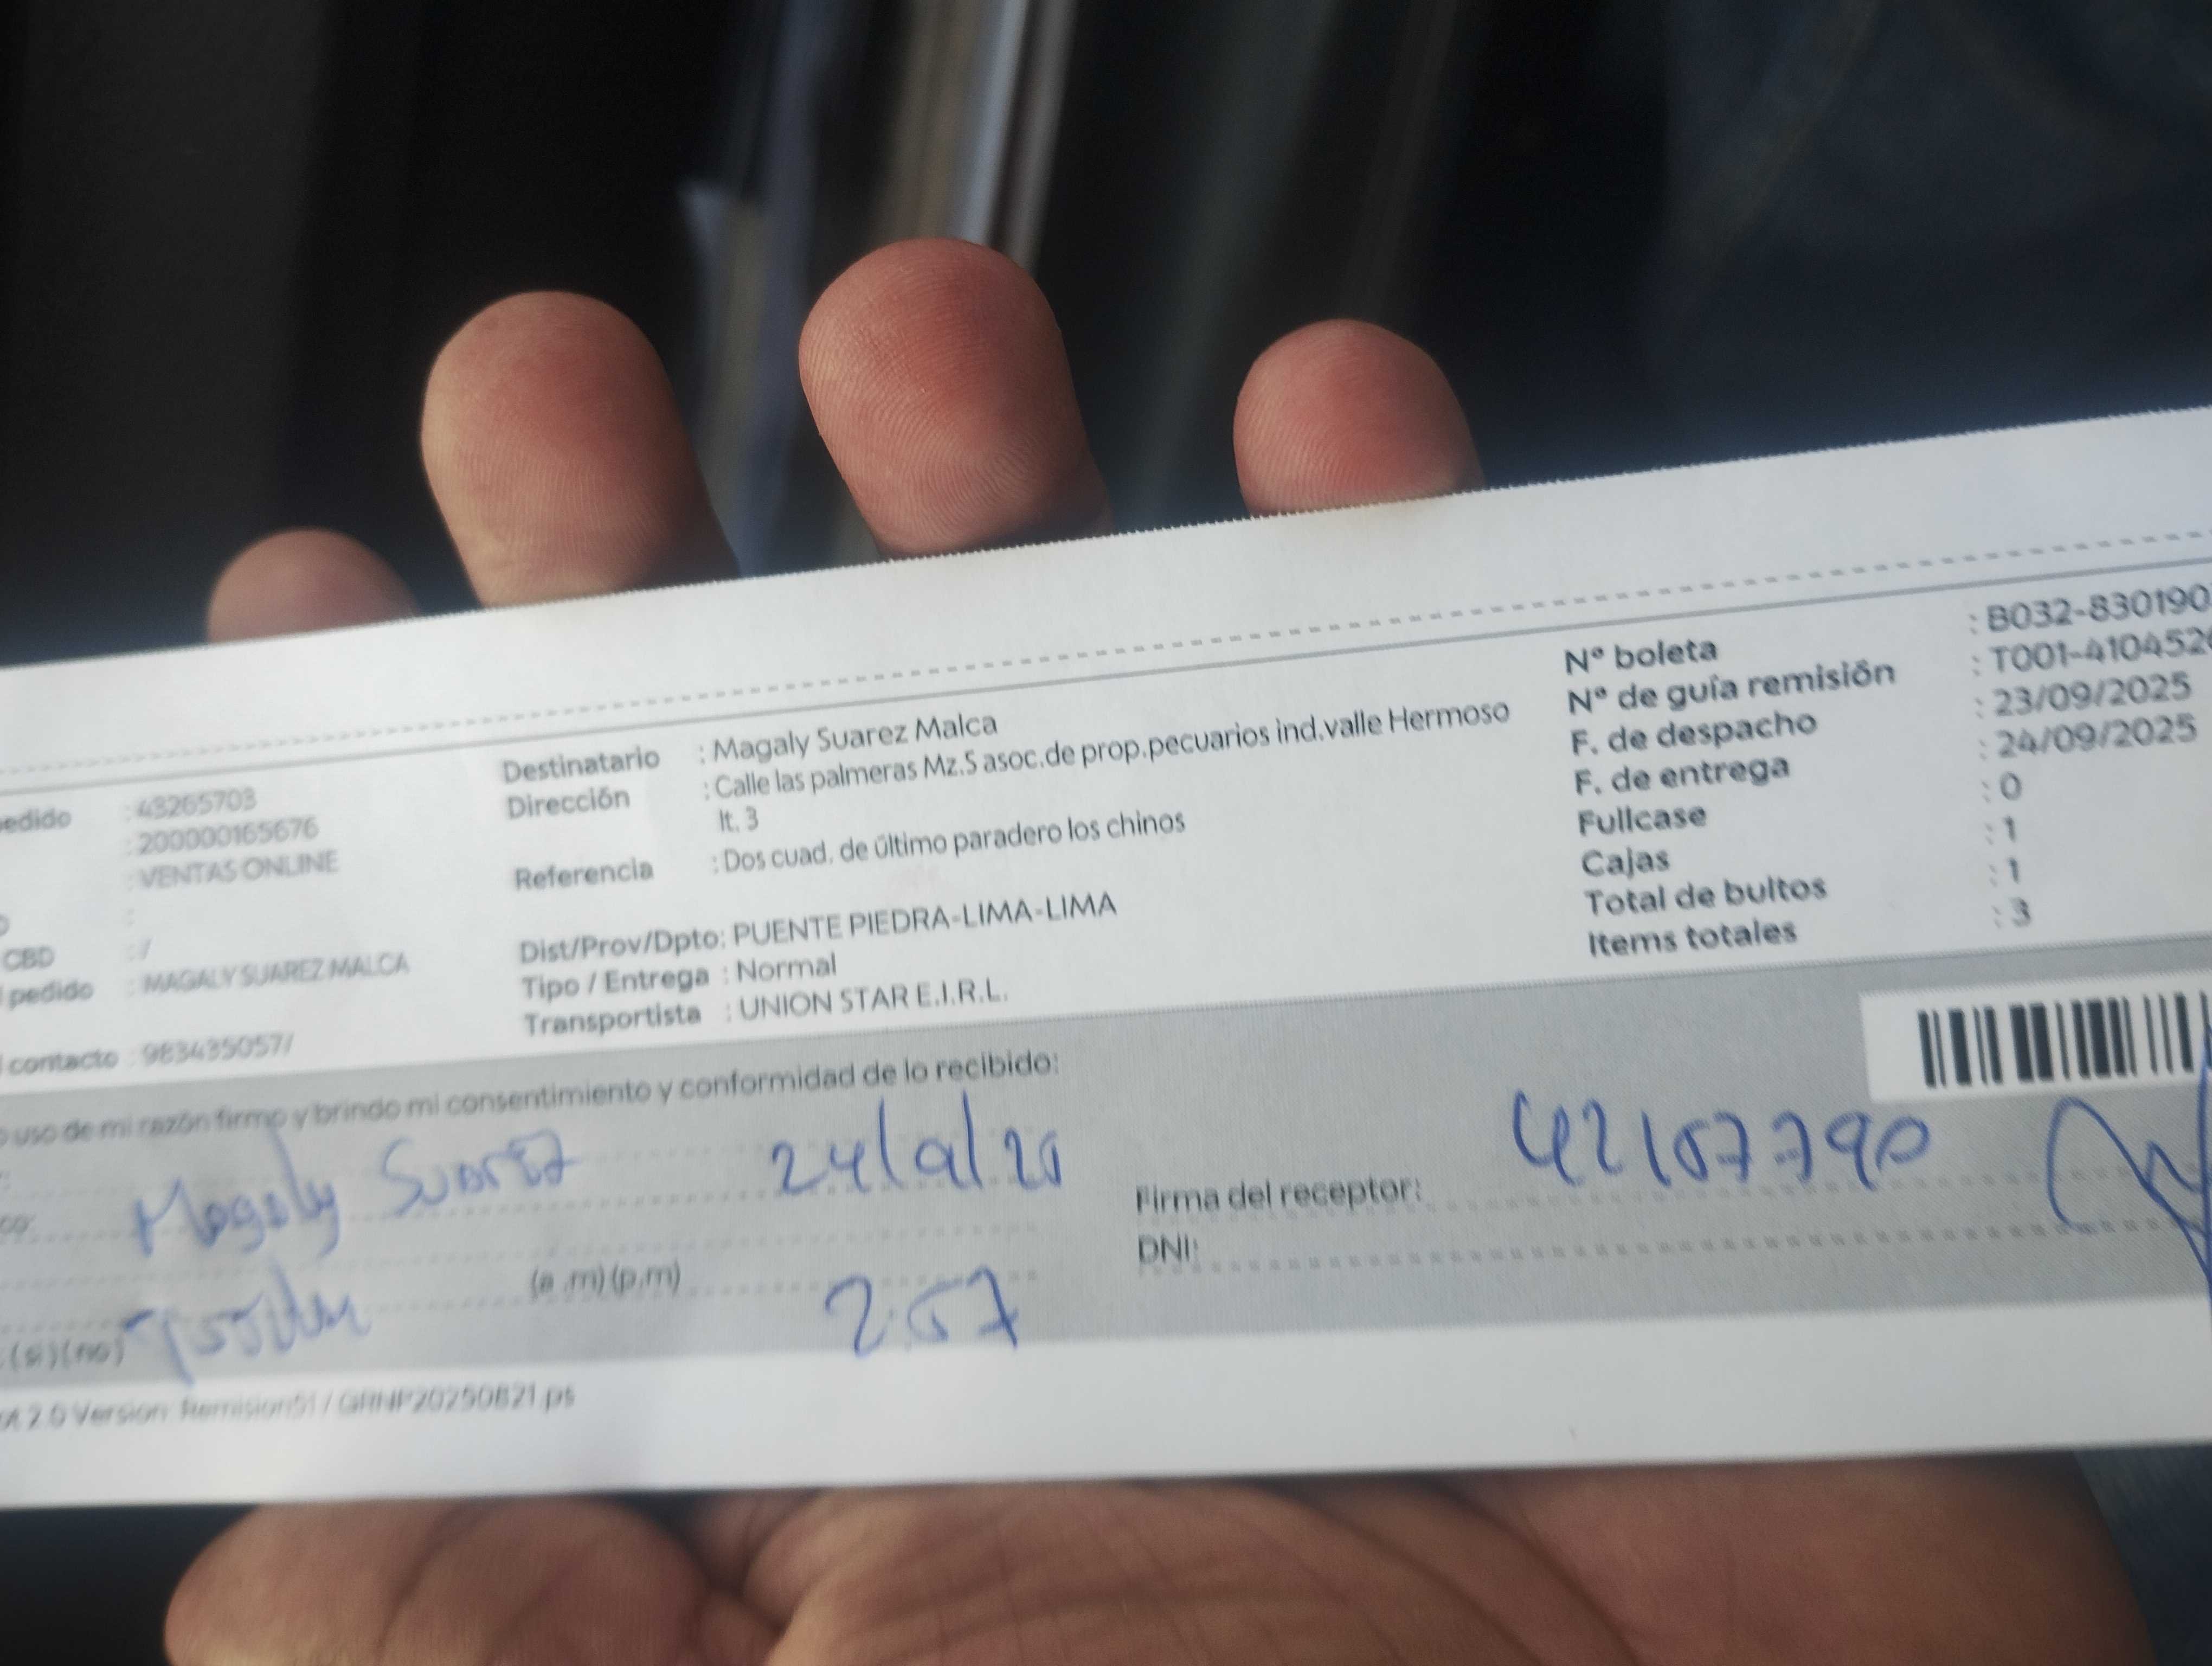 edido : 43265703
: 200000165676
: VENTAS ONLINE
:
CBD : /
pedido : MAGALY SUAREZ MALCA
contacto : 983435057/
Destinatario : Magaly Suarez Malca
Dirección : Calle las palmeras Mz.S asoc.de prop.pecuarios ind.valle Hermoso
lt. 3
Referencia : Dos cuad. de último paradero los chinos
Dist/Prov/Dpto: PUENTE PIEDRA-LIMA-LIMA
Tipo / Entrega : Normal
Transportista : UNION STAR E.I.R.L.
Nº boleta : B032-830190
Nº de guía remisión : T001-410452
F. de despacho : 23/09/2025
F. de entrega : 24/09/2025
Fullcase : 0
Cajas : 1
Total de bultos : 1
Items totales : 3
uso de mi razón firmo y brindo mi consentimiento y conformidad de lo recibido:
Magaly Suarez 24/9/25
(a.m)(p.m) 2:57
(si)(no)
Firma del receptor: 42157790
DNI:
2.0 Version: Remision51 / GRNP20250821.ps